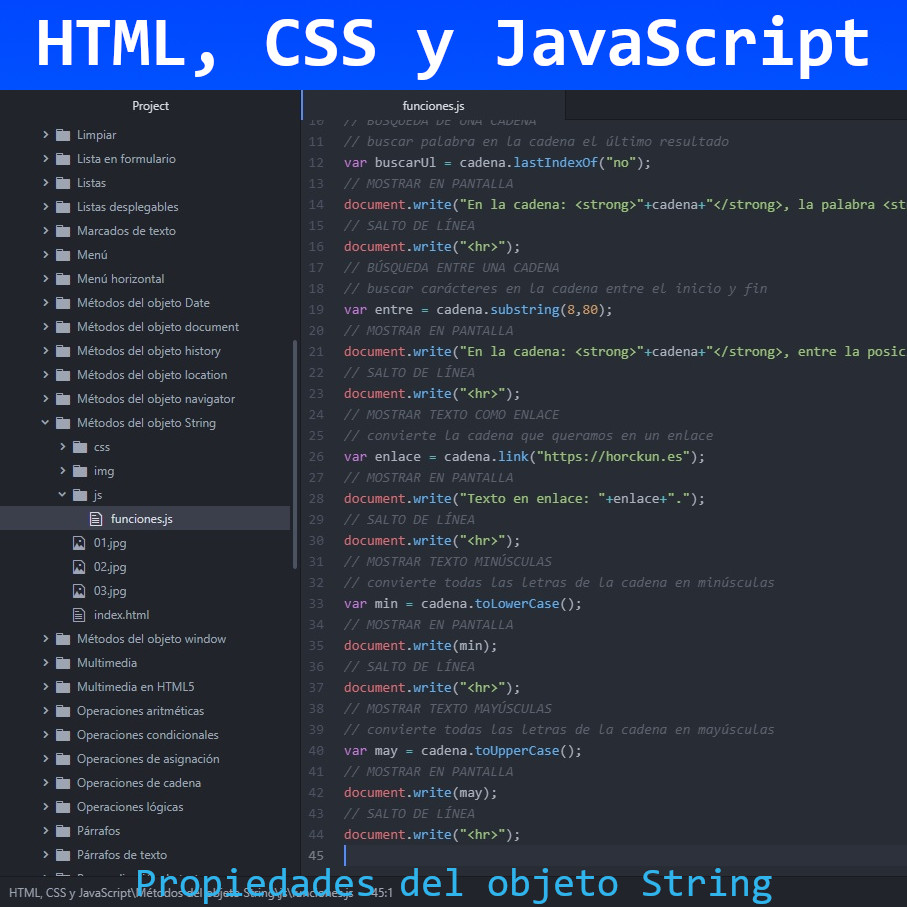 HTML, CSS y JavaScript
Project
Limpiar
Lista en formulario
Listas
Listas desplegables
Marcados de texto
Menú
Menú horizontal
Métodos del objeto Date
Métodos del objeto document
Métodos del objeto history
Métodos del objeto location
Métodos del objeto navigator
Métodos del objeto String
css
img
js
funciones.js
01.jpg
02.jpg
03.jpg
index.html
Métodos del objeto window
Multimedia
Multimedia en HTML5
Operaciones aritméticas
Operaciones condicionales
Operaciones de asignación
Operaciones de cadena
Operaciones lógicas
Párrafos
Párrafos de texto
funciones.js
10 // BÚSQUEDA DE UNA CADENA
11 // buscar palabra en la cadena el último resultado
12 var buscarUl = cadena.lastIndexOf("no");
13 // MOSTRAR EN PANTALLA
14 document.write("En la cadena: <strong>"+cadena+"</strong>, la palabra <st
15 // SALTO DE LÍNEA
16 document.write("<hr>");
17 // BÚSQUEDA ENTRE UNA CADENA
18 // buscar carácteres en la cadena entre el inicio y fin
19 var entre = cadena.substring(8,80);
20 // MOSTRAR EN PANTALLA
21 document.write("En la cadena: <strong>"+cadena+"</strong>, entre la posic
22 // SALTO DE LÍNEA
23 document.write("<hr>");
24 // MOSTRAR TEXTO COMO ENLACE
25 // convierte la cadena que queramos en un enlace
26 var enlace = cadena.link("https://horckun.es");
27 // MOSTRAR EN PANTALLA
28 document.write("Texto en enlace: "+enlace+".");
29 // SALTO DE LÍNEA
30 document.write("<hr>");
31 // MOSTRAR TEXTO MINÚSCULAS
32 // convierte todas las letras de la cadena en minúsculas
33 var min = cadena.toLowerCase();
34 // MOSTRAR EN PANTALLA
35 document.write(min);
36 // SALTO DE LÍNEA
37 document.write("<hr>");
38 // MOSTRAR TEXTO MAYÚSCULAS
39 // convierte todas las letras de la cadena en mayúsculas
40 var may = cadena.toUpperCase();
41 // MOSTRAR EN PANTALLA
42 document.write(may);
43 // SALTO DE LÍNEA
44 document.write("<hr>");
45
HTML, CSS y JavaScript\Métodos del objeto String\js\funciones.js 45:1
Propiedades del objeto String